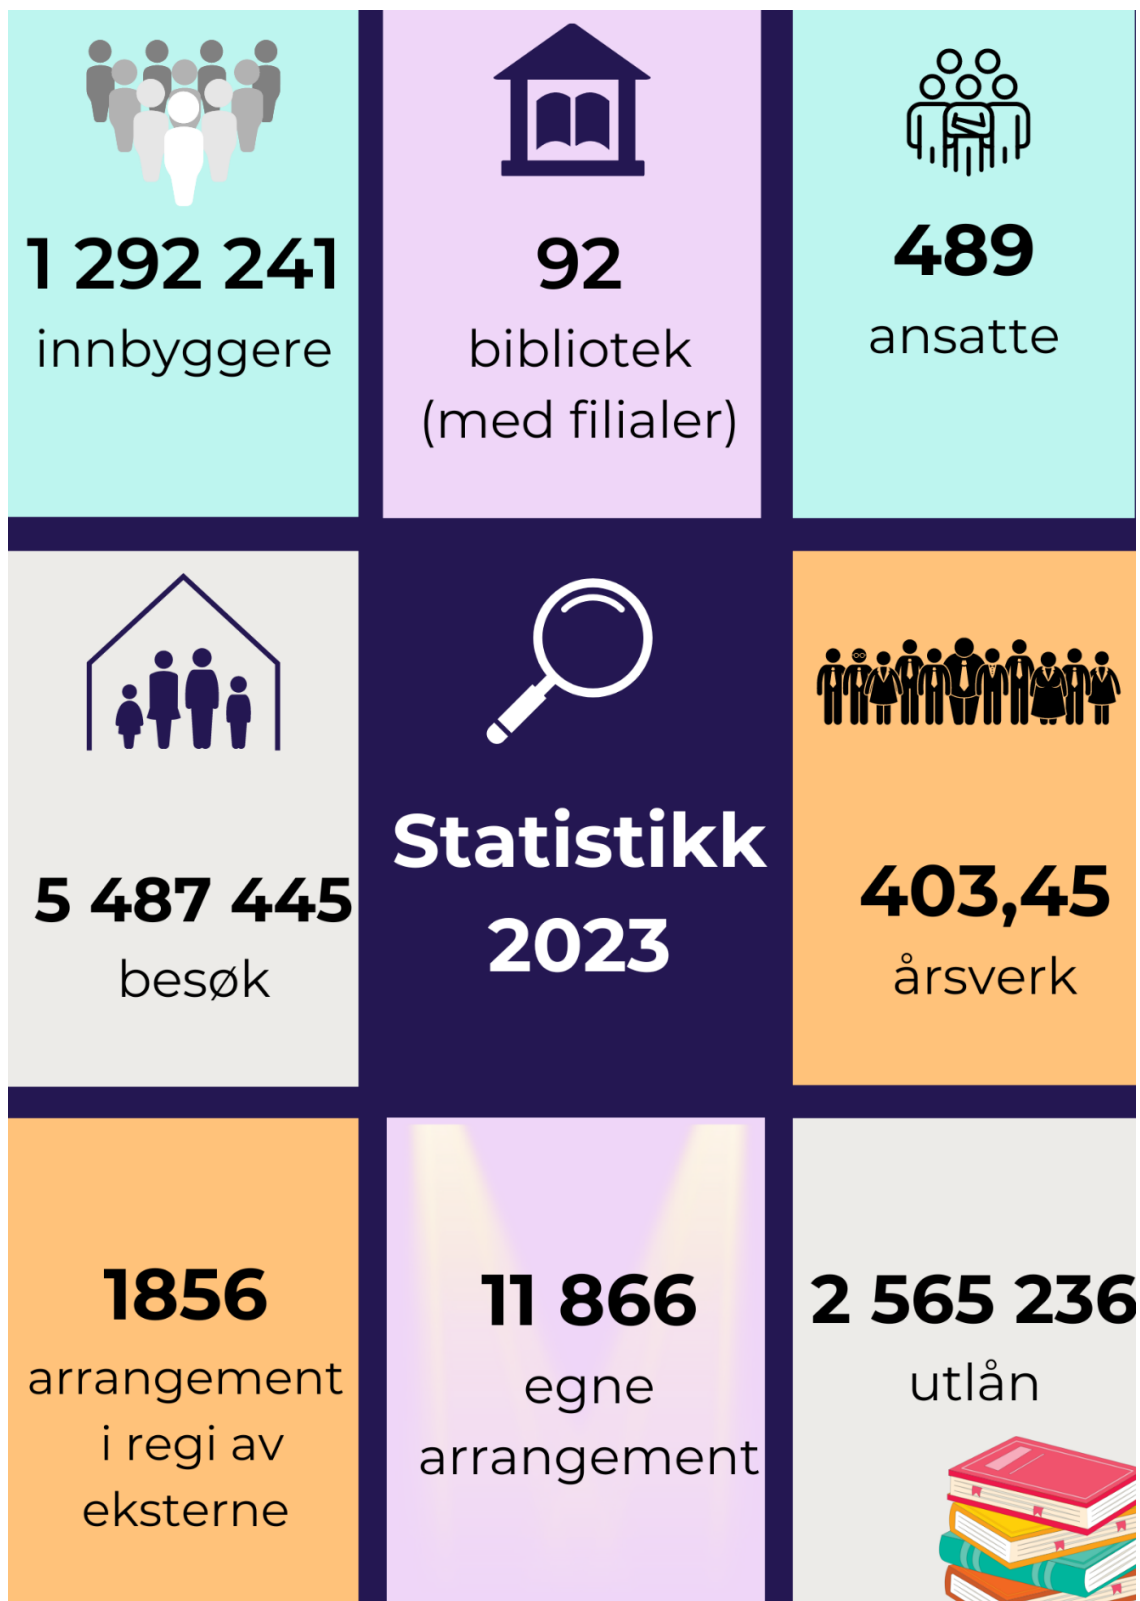 1 292 241
innbyggere
92
bibliotek
(med filialer)
489
ansatte
5 487 445
besøk
Statistikk
2023
403,45
årsverk
1856
arrangement
i regi av
eksterne
11 866
egne
arrangement
2 565 236
utlån